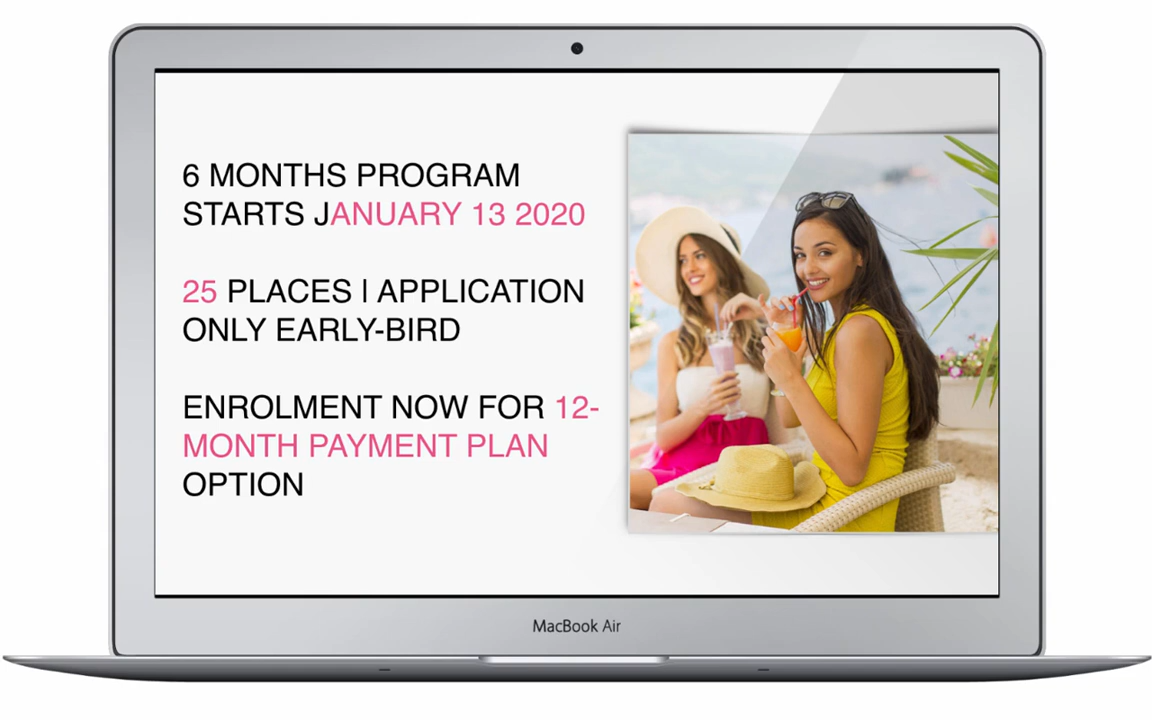 6 MONTHS PROGRAM
STARTS JANUARY 13 2020
25 PLACES | APPLICATION
ONLY EARLY-BIRD
ENROLMENT NOW FOR 12-
MONTH PAYMENT PLAN
OPTION
MacBook Air